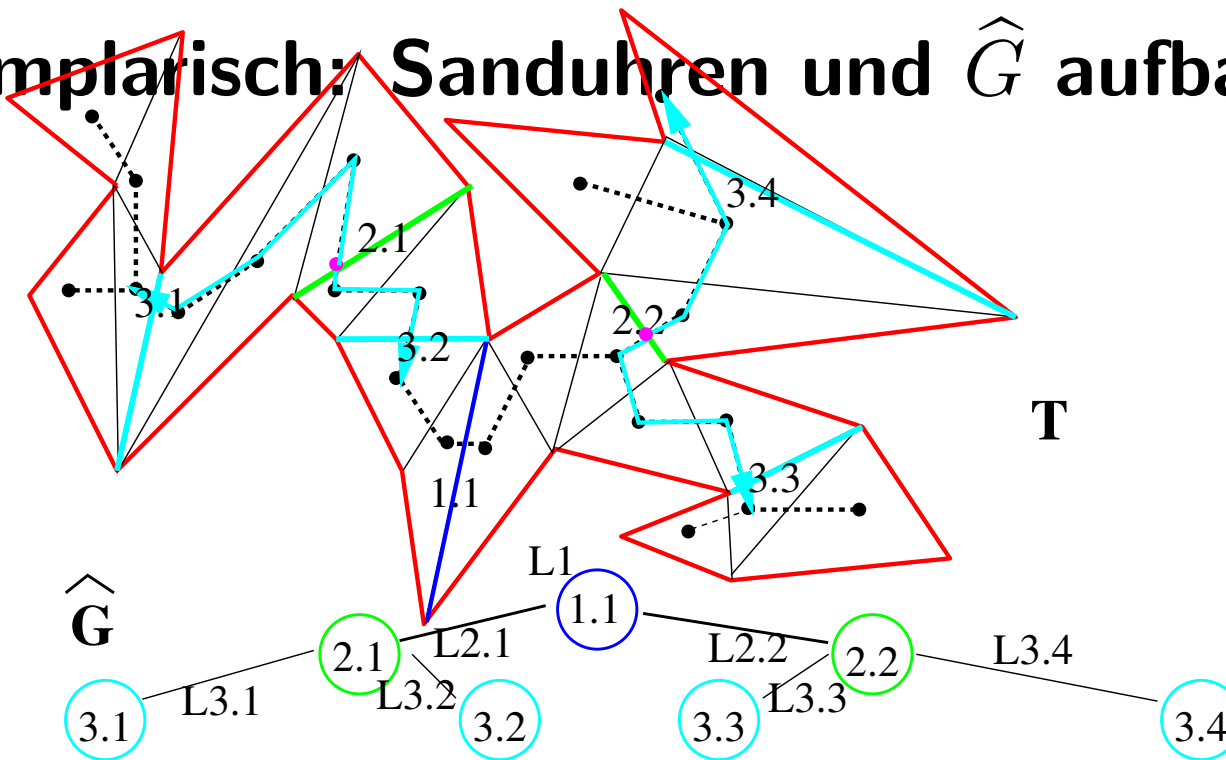 mplarisch: Sanduhren und Ĝ aufba
3.4
2.1
3.1
2.2
3.2
T
3.3
1.1
L1
Ĝ
1.1
L2.1
L2.2
2.1
2.2
L3.4
L3.1
L3.2
L3.3
3.1
3.2
3.3
3.4